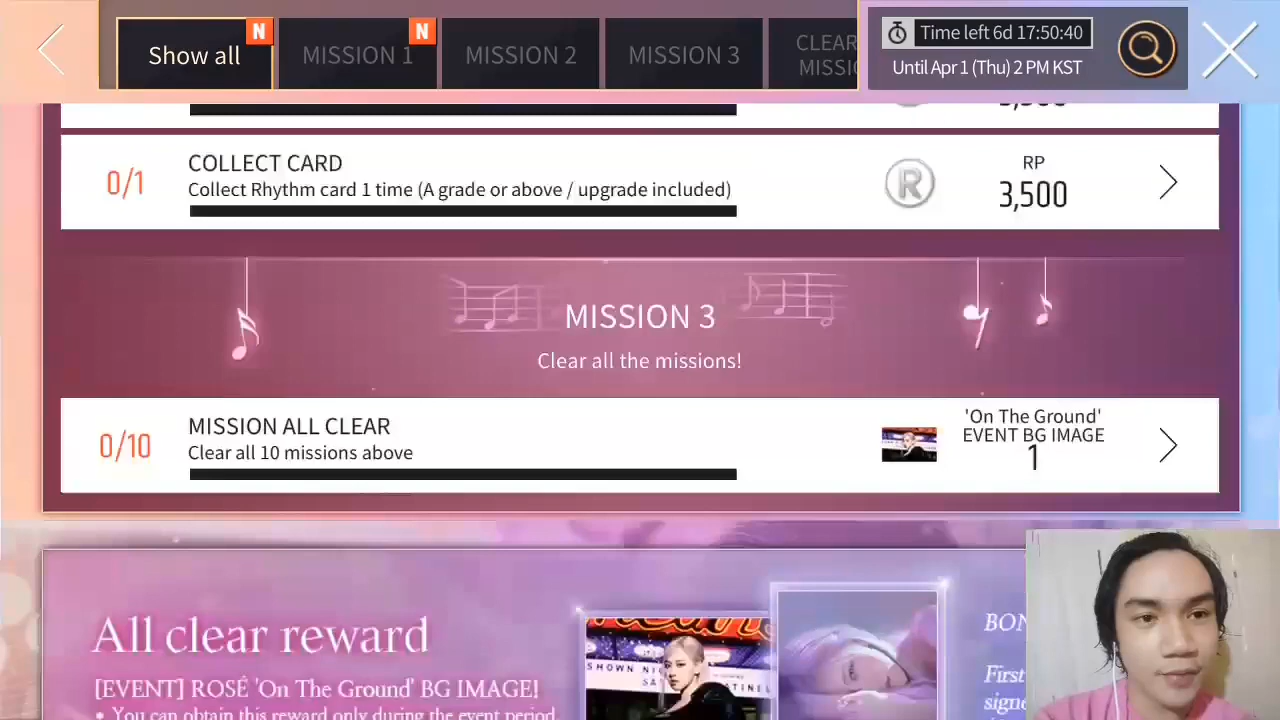 Show all
N
MISSION 1
N
MISSION 2
MISSION 3
CLEAR
Time left 6d 17:50:40
Until Apr 1 (Thu) 2 PM KST
COLLECT CARD
0/1
Collect Rhythm card 1 time (A grade or above / upgrade included)
R
RP
3,500
MISSION 3
Clear all the missions!
MISSION ALL CLEAR
0/10
Clear all 10 missions above
'On The Ground'
EVENT BG IMAGE
1
All clear reward
[EVENT] ROSÉ 'On The Ground' BG IMAGE!
• You can obtain this reward only during the event period
SHOWN
First